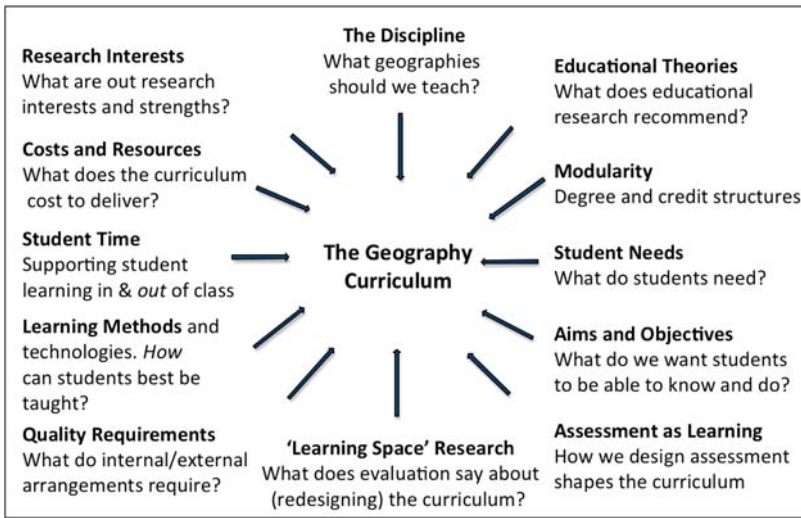 Research Interests
What are out research
interests and strengths?
Costs and Resources
What does the curriculum
cost to deliver?
Student Time
Supporting student
learning in & out of class
Learning Methods and
technologies. How
can students best be
taught?
Quality Requirements
What do internal/external
arrangements require?
The Discipline
What geographies
should we teach?
The Geography
Curriculum
‘Learning Space’ Research
What does evaluation say about
(redesigning) the curriculum?
Educational Theories
What does educational
research recommend?
Modularity
Degree and credit structures
Student Needs
What do students need?
Aims and Objectives
What do we want students
to be able to know and do?
Assessment as Learning
How we design assessment
shapes the curriculum